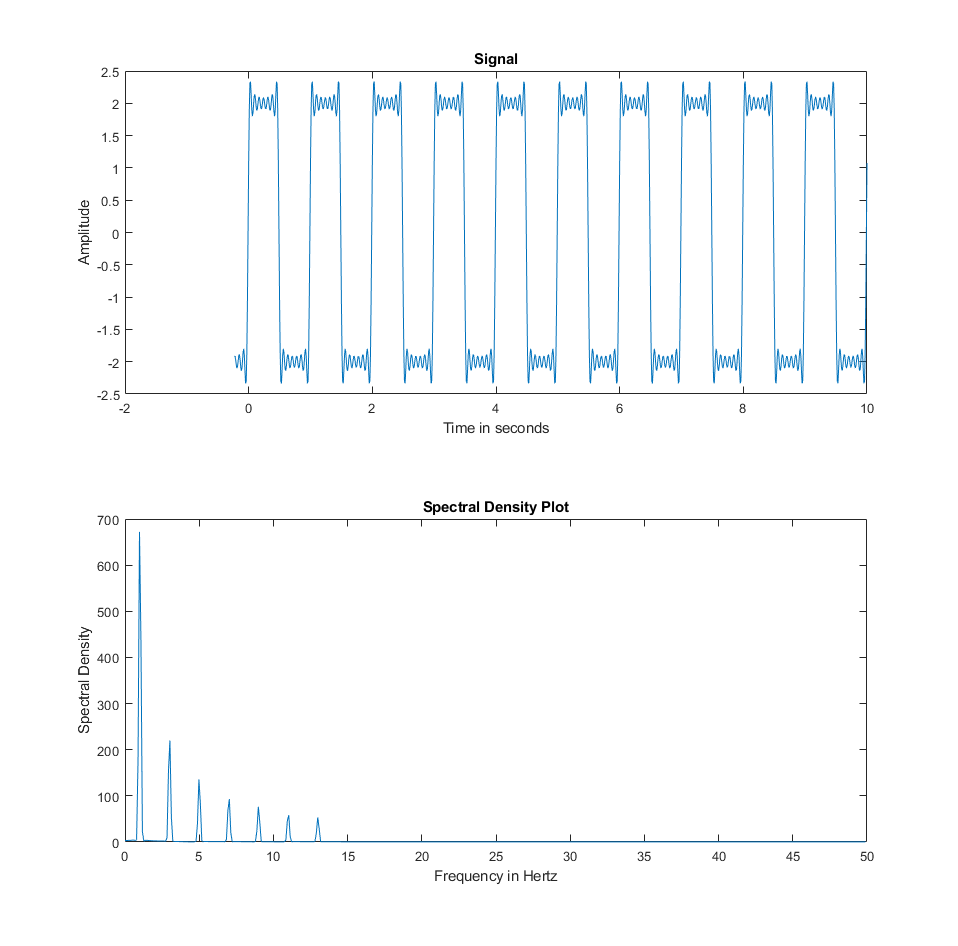 Signal
2.5
2
1.5
1
0.5
0
-0.5
-1
-1.5
-2
-2.5
Amplitude
-2 0 2 4 6 8 10
Time in seconds
Spectral Density Plot
700
600
500
400
300
200
100
0
Spectral Density
0 5 10 15 20 25 30 35 40 45 50
Frequency in Hertz